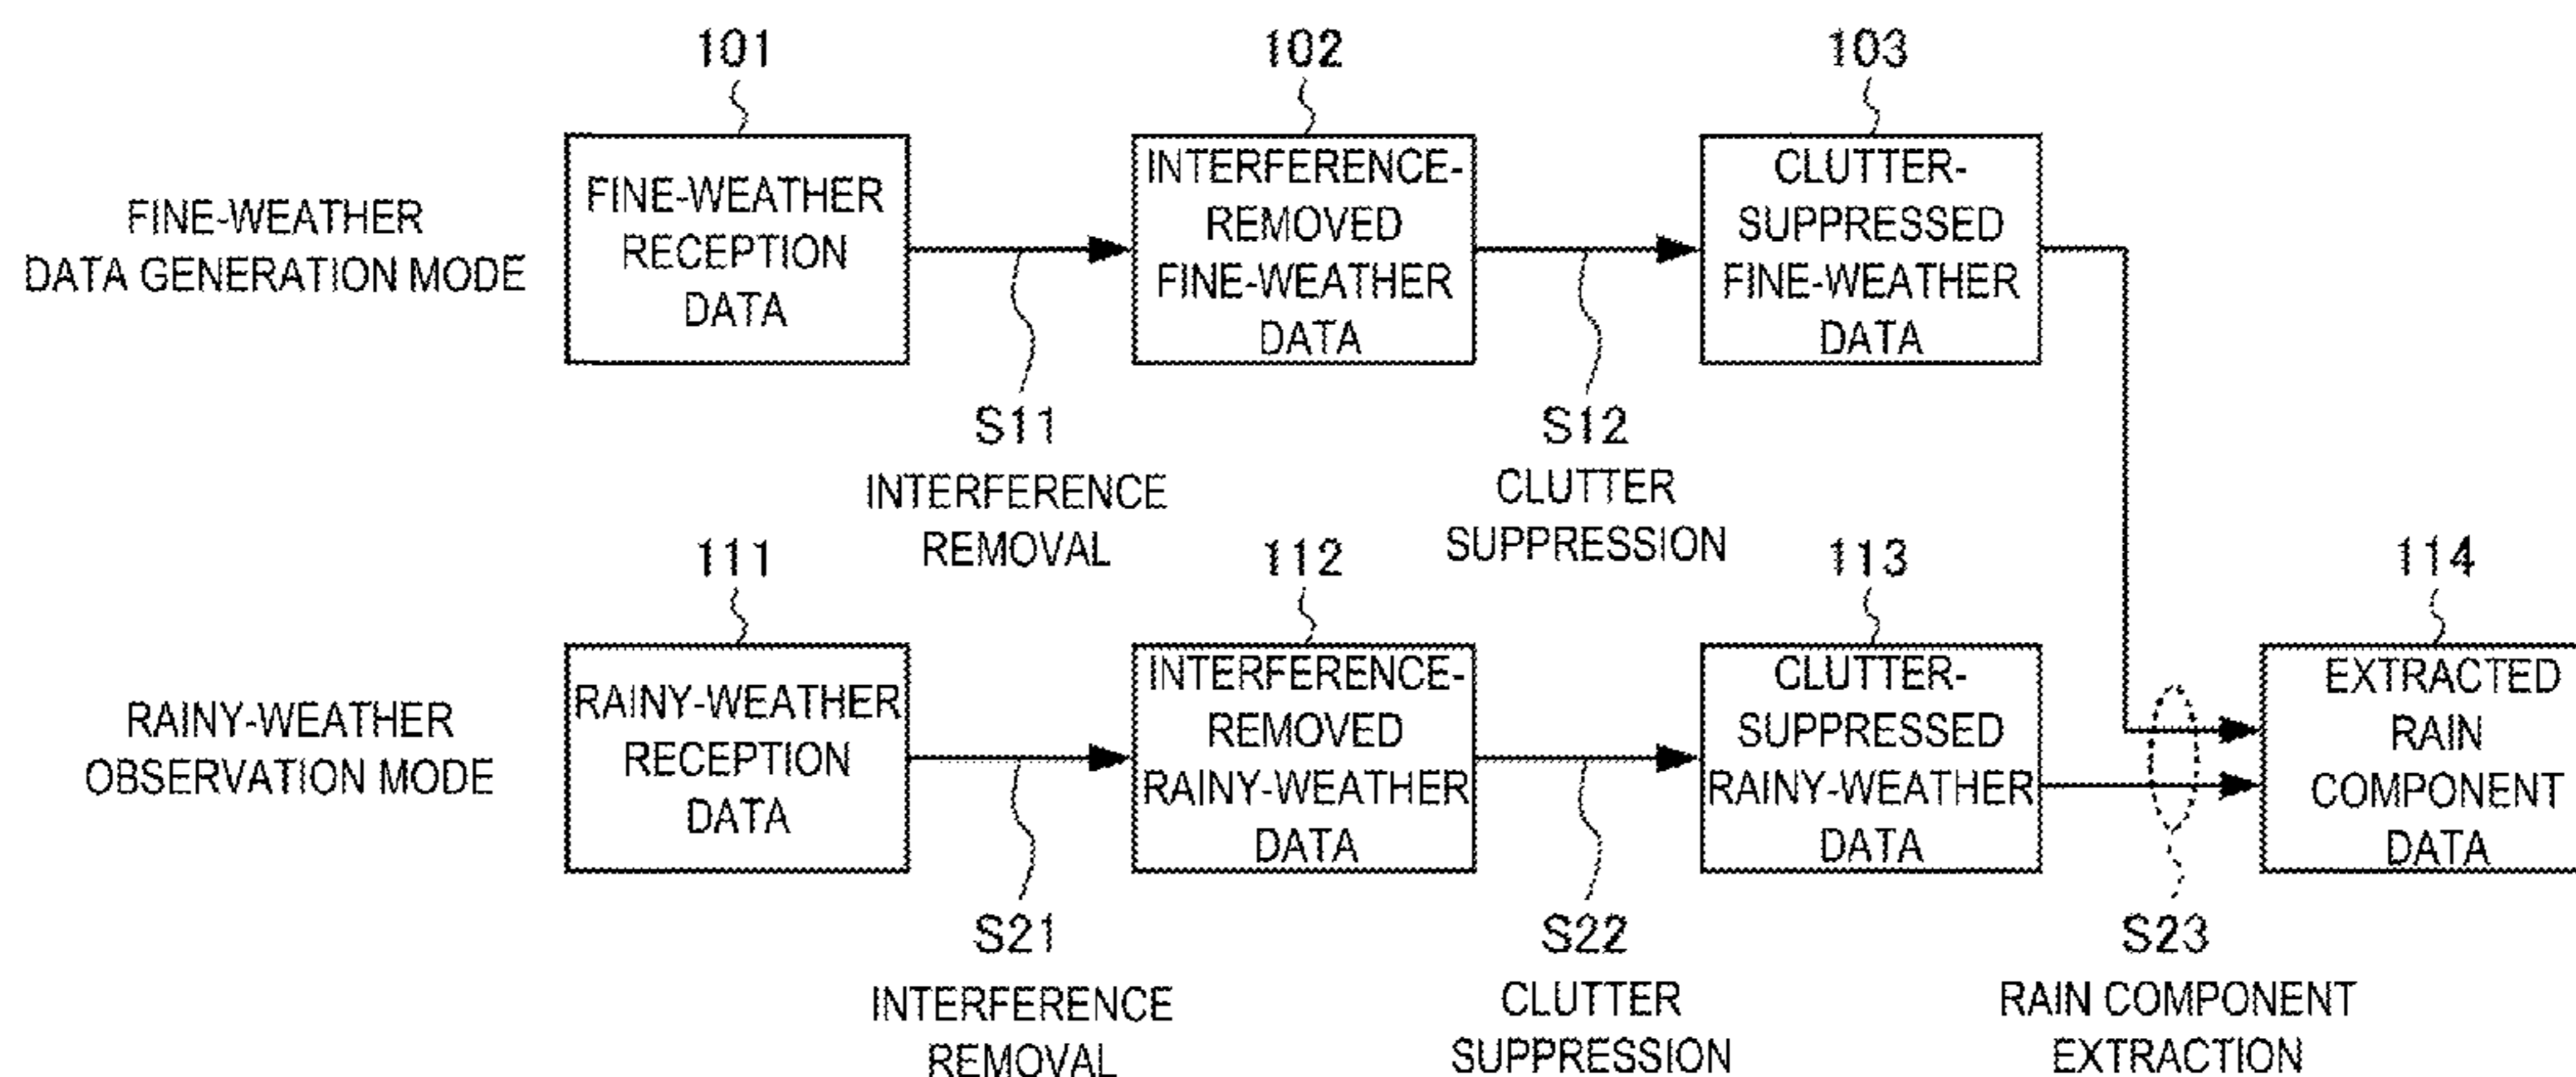 101
102
103
FINE-WEATHER
DATA GENERATION MODE
FINE-WEATHER
RECEPTION
DATA
INTERFERENCE-
REMOVED
FINE-WEATHER
DATA
CLUTTER-
SUPPRESSED
FINE-WEATHER
DATA
S11
INTERFERENCE
REMOVAL
S12
CLUTTER
SUPPRESSION
111
112
113
114
RAINY-WEATHER
OBSERVATION MODE
RAINY-WEATHER
RECEPTION
DATA
INTERFERENCE-
REMOVED
RAINY-WEATHER
DATA
CLUTTER-
SUPPRESSED
RAINY-WEATHER
DATA
EXTRACTED
RAIN
COMPONENT
DATA
S21
INTERFERENCE
REMOVAL
S22
CLUTTER
SUPPRESSION
S23
RAIN COMPONENT
EXTRACTION